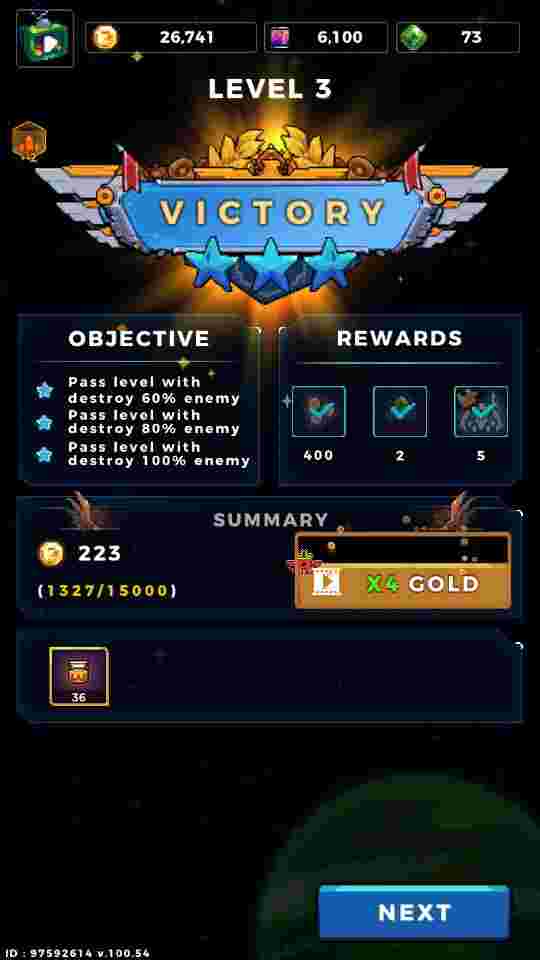 26,741
6,100
73
LEVEL 3
VICTORY
OBJECTIVE
Pass level with
destroy 60% enemy
Pass level with
destroy 80% enemy
Pass level with
destroy 100% enemy
REWARDS
400
2
5
SUMMARY
223
(1327/15000)
X4 GOLD
36
NEXT
ID : 97592614 v.100.54